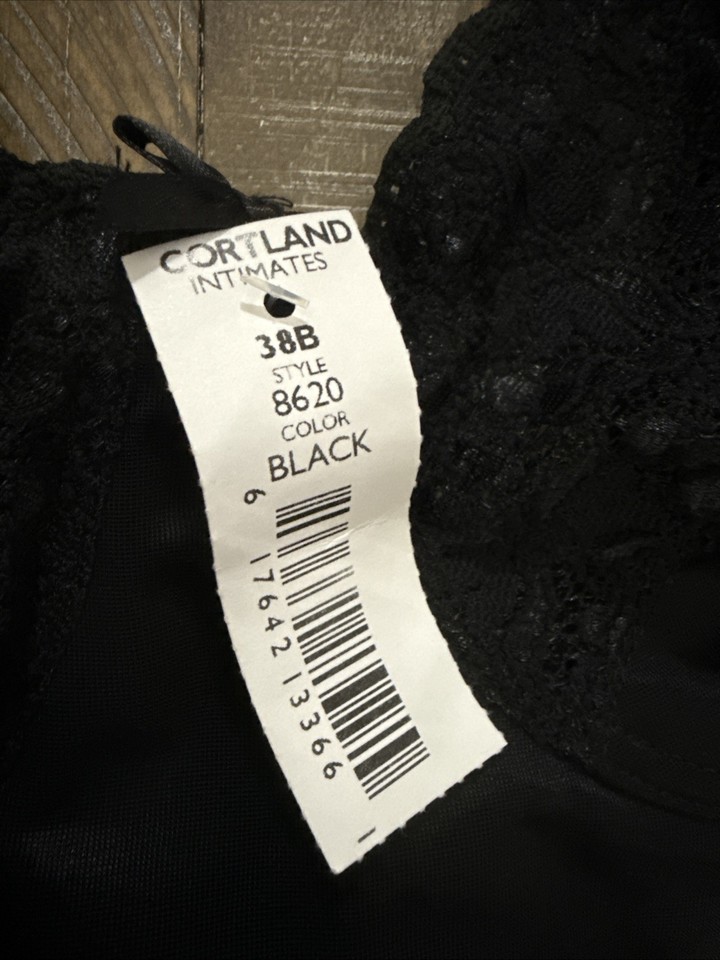 CORTLAND
INTIMATES
38B
STYLE
8620
COLOR
BLACK
6 17642 13366 1